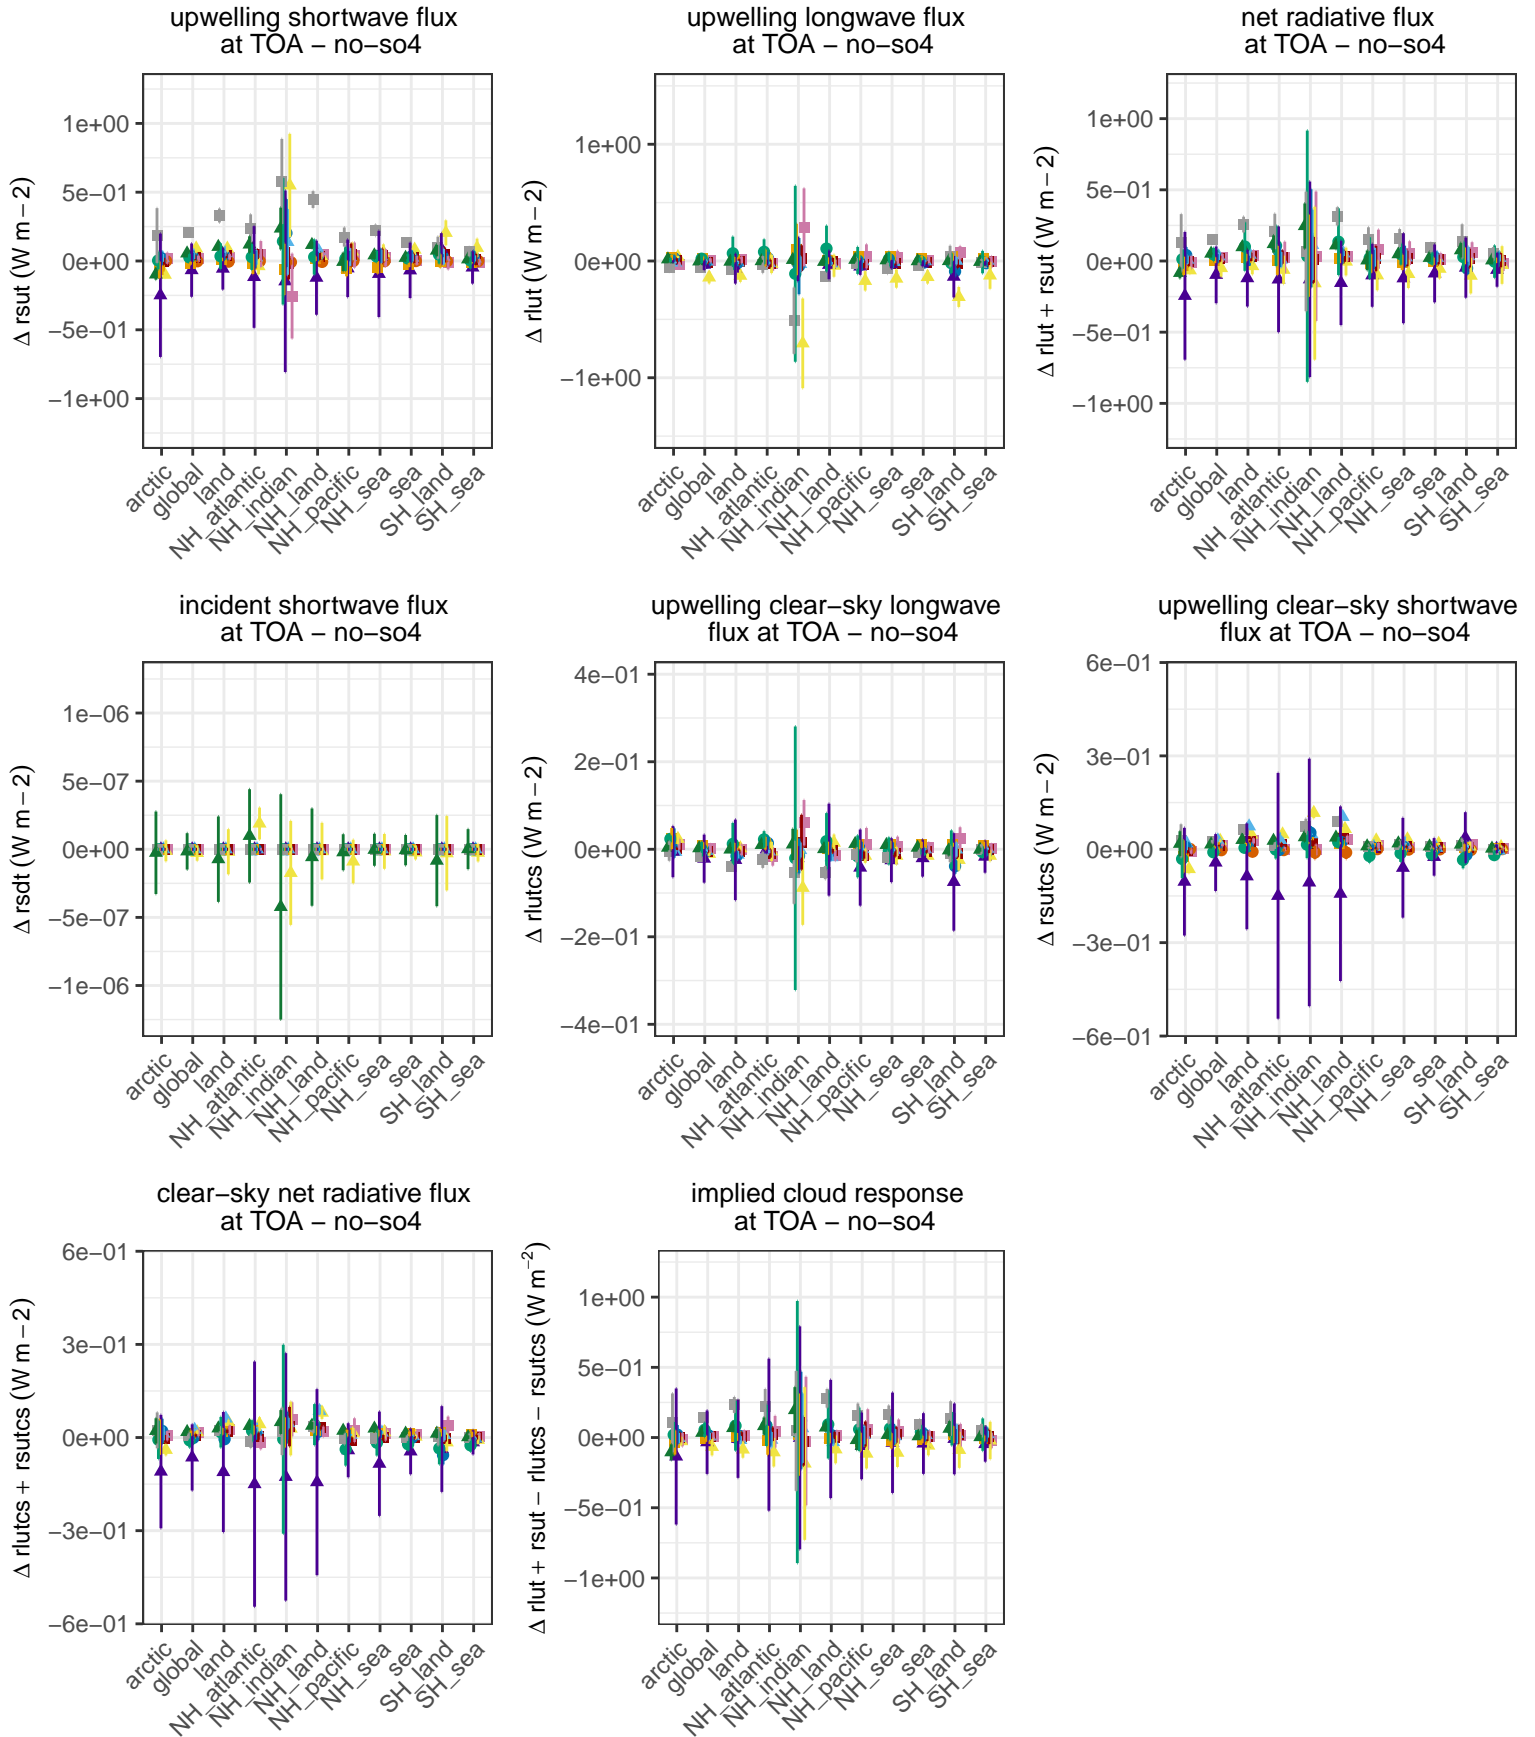 upwelling shortwave flux
at TOA − no−so4
Δ rsut (W m − 2)
1e+00
5e−01
0e+00
−5e−01
−1e+00
arctic
global
land
NH_atlantic
NH_indian
NH_land
NH_pacific
NH_sea
sea
SH_land
SH_sea
upwelling longwave flux
at TOA − no−so4
Δ rlut (W m − 2)
1e+00
0e+00
−1e+00
arctic
global
land
NH_atlantic
NH_indian
NH_land
NH_pacific
NH_sea
sea
SH_land
SH_sea
net radiative flux
at TOA − no−so4
Δ rlut + rsut (W m − 2)
1e+00
5e−01
0e+00
−5e−01
−1e+00
arctic
global
land
NH_atlantic
NH_indian
NH_land
NH_pacific
NH_sea
sea
SH_land
SH_sea
incident shortwave flux
at TOA − no−so4
Δ rsdt (W m − 2)
1e−06
5e−07
0e+00
−5e−07
−1e−06
arctic
global
land
NH_atlantic
NH_indian
NH_land
NH_pacific
NH_sea
sea
SH_land
SH_sea
upwelling clear−sky longwave
flux at TOA − no−so4
Δ rlutcs (W m − 2)
4e−01
2e−01
0e+00
−2e−01
−4e−01
arctic
global
land
NH_atlantic
NH_indian
NH_land
NH_pacific
NH_sea
sea
SH_land
SH_sea
upwelling clear−sky shortwave
flux at TOA − no−so4
Δ rsutcs (W m − 2)
6e−01
3e−01
0e+00
−3e−01
−6e−01
arctic
global
land
NH_atlantic
NH_indian
NH_land
NH_pacific
NH_sea
sea
SH_land
SH_sea
clear−sky net radiative flux
at TOA − no−so4
Δ rlutcs + rsutcs (W m − 2)
6e−01
3e−01
0e+00
−3e−01
−6e−01
arctic
global
land
NH_atlantic
NH_indian
NH_land
NH_pacific
NH_sea
sea
SH_land
SH_sea
implied cloud response
at TOA − no−so4
Δ rlut + rsut − rlutcs − rsutcs (W m⁻²)
1e+00
5e−01
0e+00
−5e−01
−1e+00
arctic
global
land
NH_atlantic
NH_indian
NH_land
NH_pacific
NH_sea
sea
SH_land
SH_sea